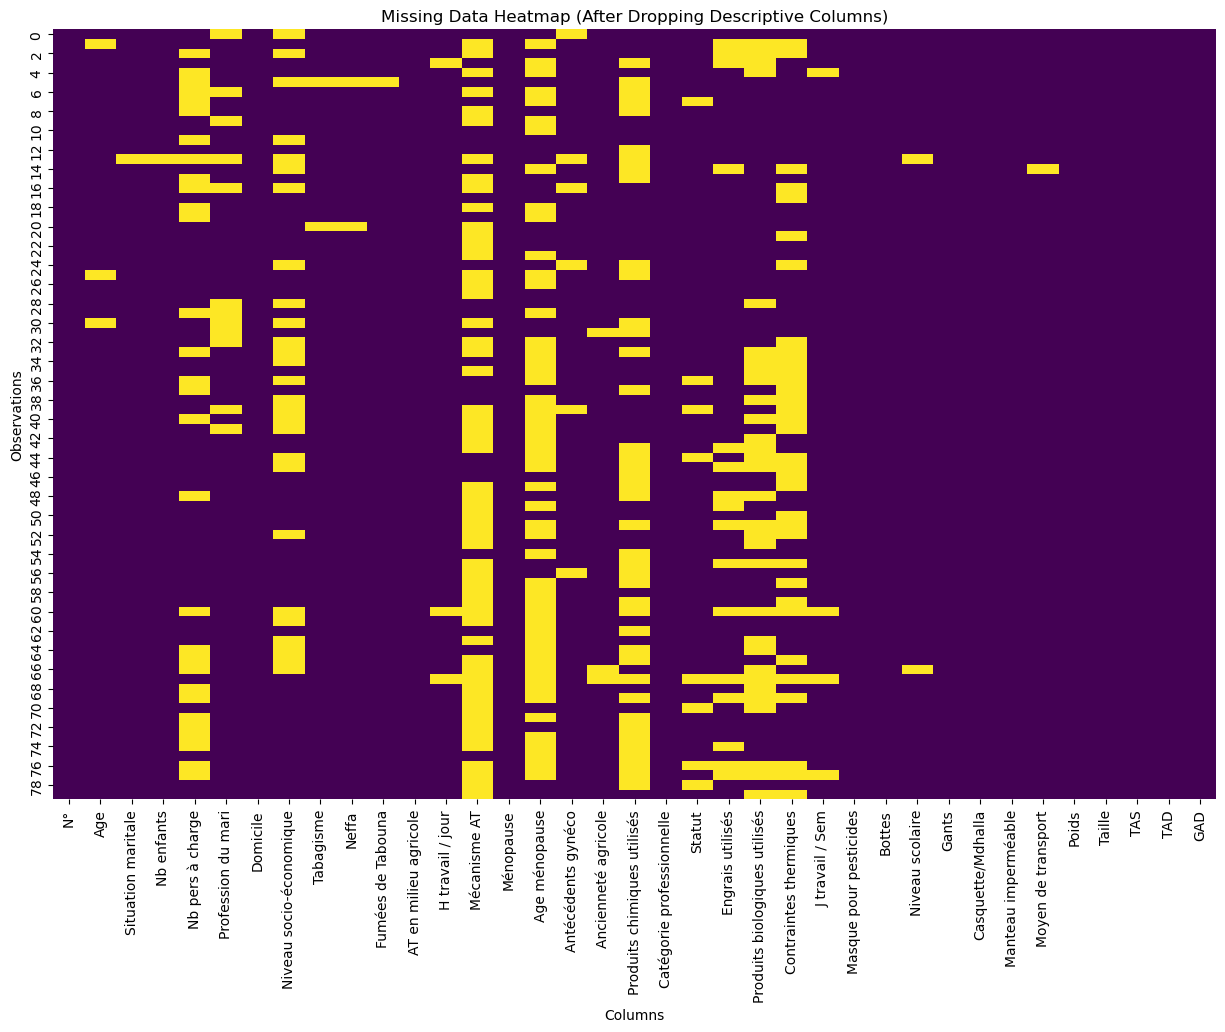 Missing Data Heatmap (After Dropping Descriptive Columns)
Observations
0
2
4
6
8
10
12
14
16
18
20
22
24
26
28
30
32
34
36
38
40
42
44
46
48
50
52
54
56
58
60
62
64
66
68
70
72
74
76
78
N°
Age
Situation maritale
Nb enfants
Nb pers à charge
Profession du mari
Domicile
Niveau socio-économique
Tabagisme
Neffa
Fumées de Tabouna
AT en milieu agricole
H travail / jour
Mécanisme AT
Ménopause
Age ménopause
Antécédents gynéco
Ancienneté agricole
Produits chimiques utilisés
Catégorie professionnelle
Statut
Engrais utilisés
Produits biologiques utilisés
Contraintes thermiques
J travail / Sem
Masque pour pesticides
Bottes
Niveau scolaire
Gants
Casquette/Mdhalla
Manteau imperméable
Moyen de transport
Poids
Taille
TAS
TAD
GAD
Columns